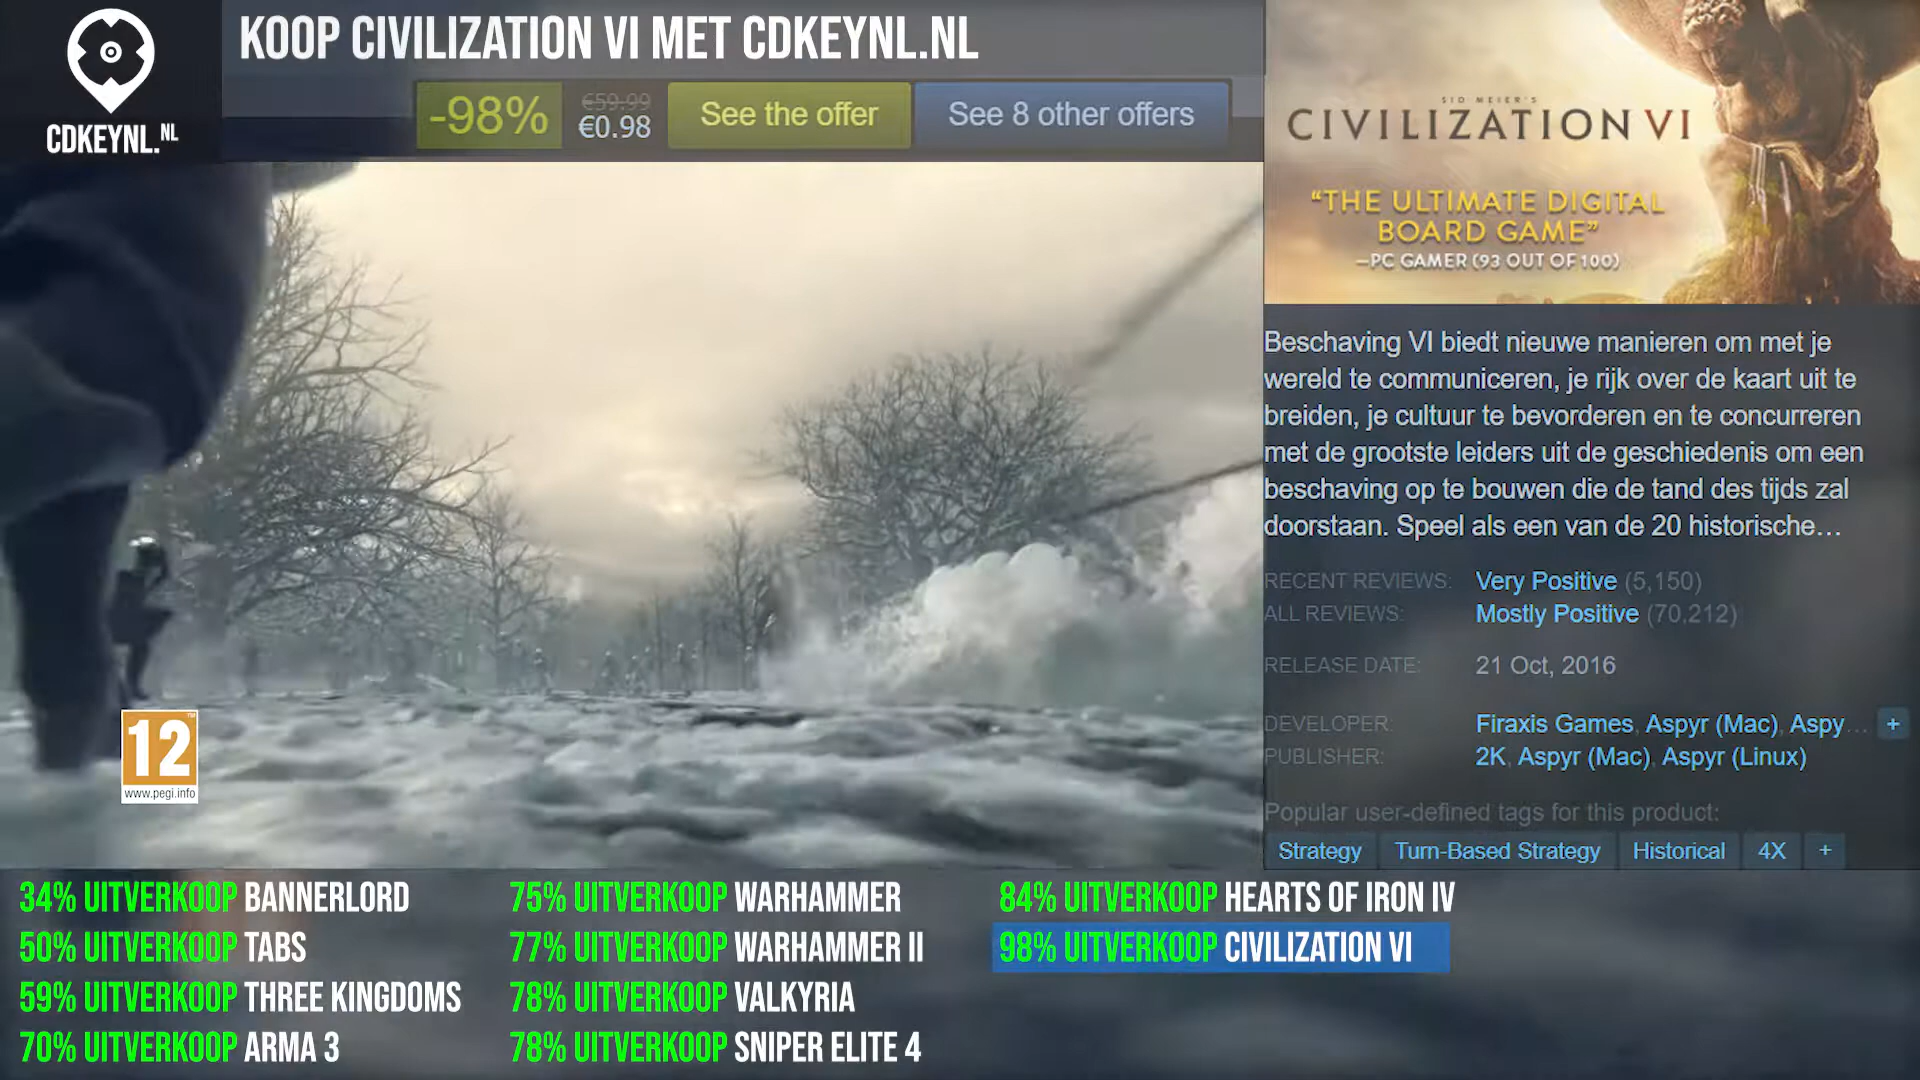 KOOP CIVILIZATION VI MET CDKEYNL.NL
CDKEYNL.NL
-98%
€59.99
€0.98
See the offer
See 8 other offers
SID MEIER'S
CIVILIZATION VI
“THE ULTIMATE DIGITAL
BOARD GAME”
—PC GAMER (93 OUT OF 100)
Beschaving VI biedt nieuwe manieren om met je
wereld te communiceren, je rijk over de kaart uit te
breiden, je cultuur te bevorderen en te concurreren
met de grootste leiders uit de geschiedenis om een
beschaving op te bouwen die de tand des tijds zal
doorstaan. Speel als een van de 20 historische…
RECENT REVIEWS: Very Positive (5,150)
ALL REVIEWS: Mostly Positive (70,212)
RELEASE DATE: 21 Oct, 2016
DEVELOPER: Firaxis Games, Aspyr (Mac), Aspy… +
PUBLISHER: 2K, Aspyr (Mac), Aspyr (Linux)
Popular user-defined tags for this product:
Strategy Turn-Based Strategy Historical 4X +
12 ™
www.pegi.info
34% UITVERKOOP BANNERLORD
50% UITVERKOOP TABS
59% UITVERKOOP THREE KINGDOMS
70% UITVERKOOP ARMA 3
75% UITVERKOOP WARHAMMER
77% UITVERKOOP WARHAMMER II
78% UITVERKOOP VALKYRIA
78% UITVERKOOP SNIPER ELITE 4
84% UITVERKOOP HEARTS OF IRON IV
98% UITVERKOOP CIVILIZATION VI